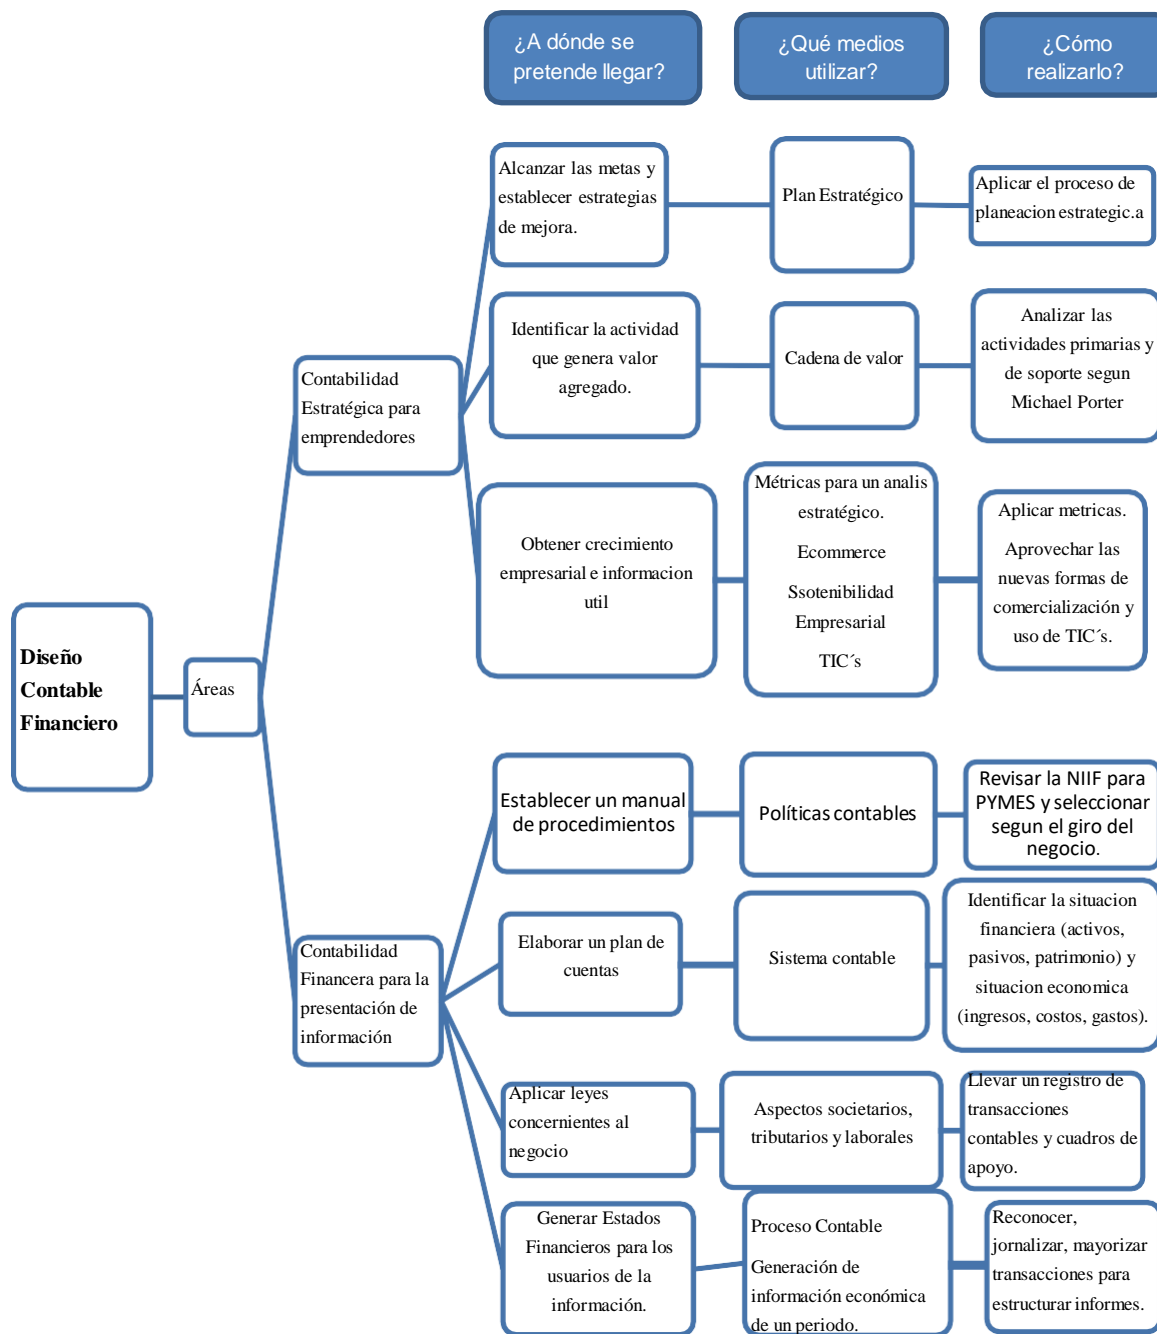 ¿A dónde se
pretende llegar?
¿Qué medios
utilizar?
¿Cómo
realizarlo?
Alcanzar las metas y
establecer estrategias
de mejora.
Plan Estratégico
Aplicar el proceso de
planeacion estrategic.a
Identificar la actividad
que genera valor
agregado.
Cadena de valor
Analizar las
actividades primarias y
de soporte segun
Michael Porter
Contabilidad
Estratégica para
emprendedores
Obtener crecimiento
empresarial e informacion
util
Métricas para un analis
estratégico.
Ecommerce
Ssotenibilidad
Empresarial
TIC´s
Aplicar metricas.
Aprovechar las
nuevas formas de
comercialización y
uso de TIC´s.
Diseño
Contable
Financiero
Áreas
Establecer un manual
de procedimientos
Políticas contables
Revisar la NIIF para
PYMES y seleccionar
segun el giro del
negocio.
Contabilidad
Financera para la
presentación de
información
Elaborar un plan de
cuentas
Sistema contable
Identificar la situacion
financiera (activos,
pasivos, patrimonio) y
situacion economica
(ingresos, costos, gastos).
Aplicar leyes
concernientes al
negocio
Aspectos societarios,
tributarios y laborales
Llevar un registro de
transacciones
contables y cuadros de
apoyo.
Generar Estados
Financieros para los
usuarios de la
información.
Proceso Contable
Generación de
información económica
de un periodo.
Reconocer,
jornalizar, mayorizar
transacciones para
estructurar informes.